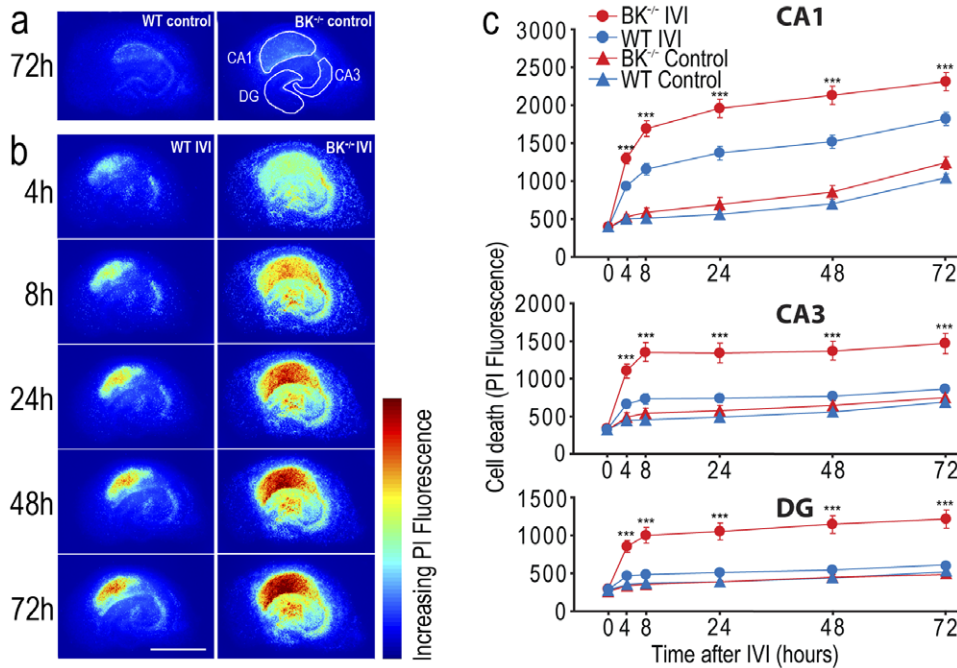 a
WT control
BK⁻/⁻ control
72h
CA1
CA3
DG
b
WT IVI
BK⁻/⁻ IVI
4h
8h
24h
48h
72h
Increasing PI Fluorescence
c
CA1
BK⁻/⁻ IVI
WT IVI
BK⁻/⁻ Control
WT Control
2500
2000
1500
1000
500
0
*** *** *** *** ***
0 4 8 24 48 72
CA3
2000
1500
1000
500
0
*** *** *** *** ***
0 4 8 24 48 72
DG
1500
1000
500
0
*** *** *** *** ***
0 4 8 24 48 72
Cell death (PI Fluorescence)
Time after IVI (hours)